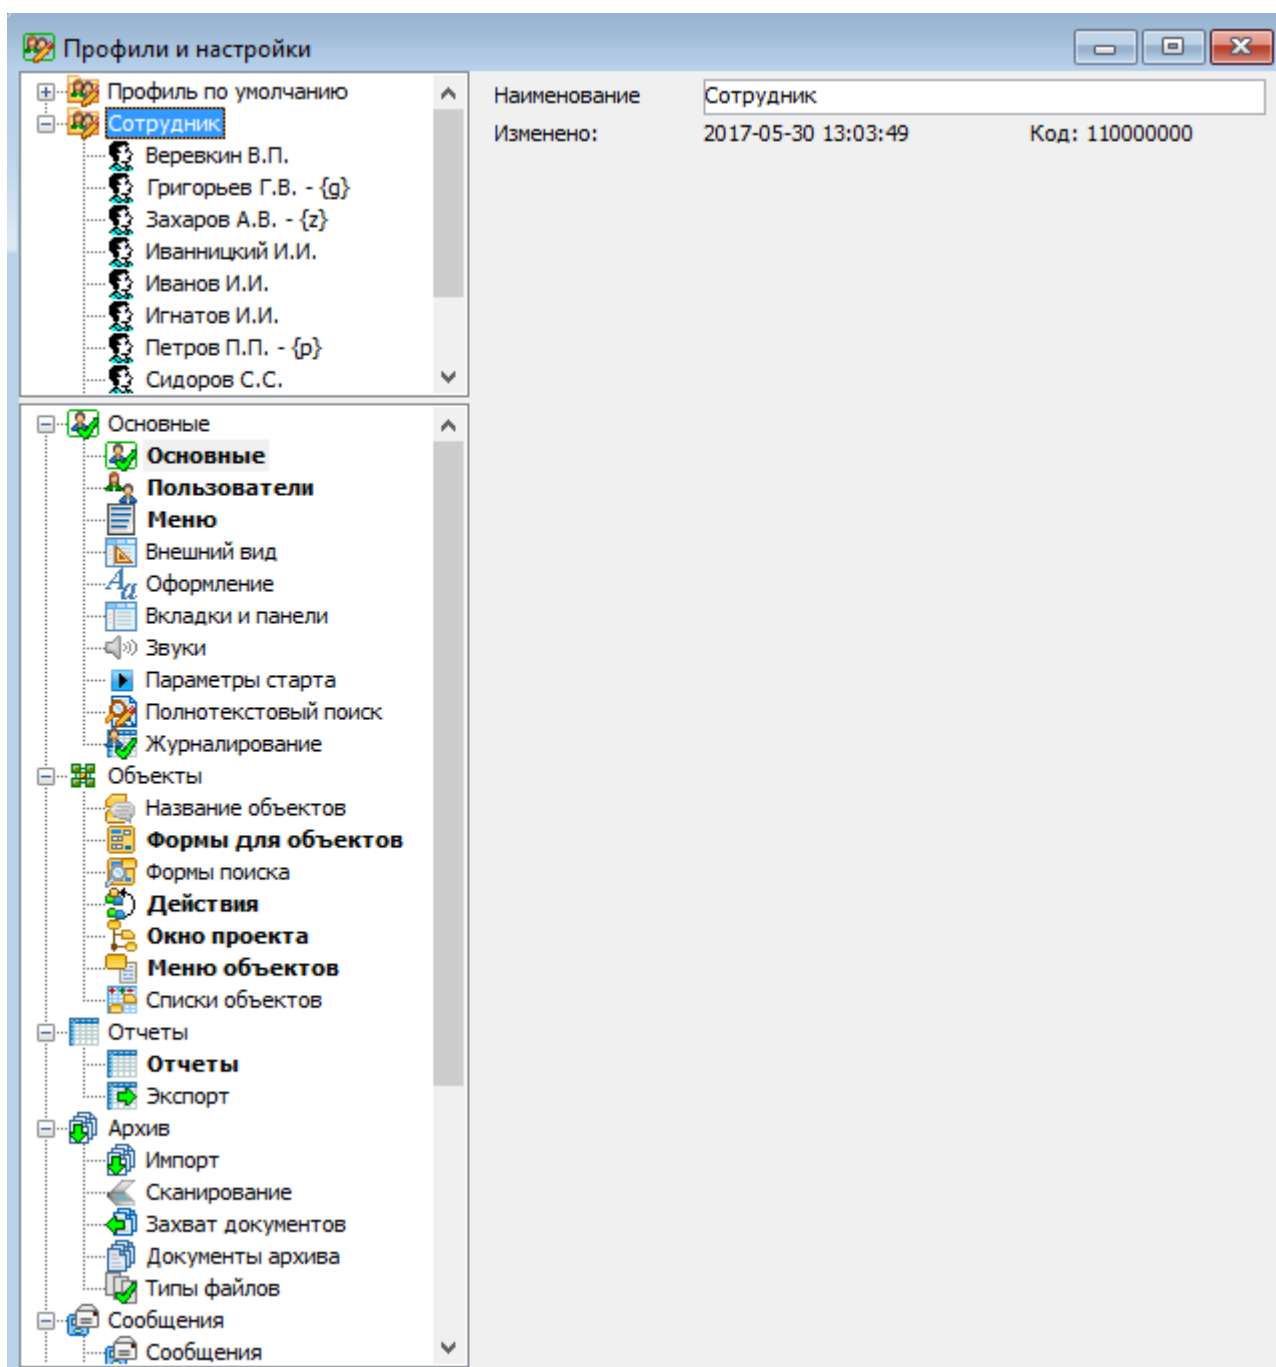 Профили и настройки
Профиль по умолчанию
Сотрудник
Веревкин В.П.
Григорьев Г.В. - {g}
Захаров А.В. - {z}
Иванницкий И.И.
Иванов И.И.
Игнатов И.И.
Петров П.П. - {p}
Сидоров С.С.
Наименование Сотрудник
Изменено: 2017-05-30 13:03:49 Код: 110000000
Основные
Основные
Пользователи
Меню
Внешний вид
Оформление
Вкладки и панели
Звуки
Параметры старта
Полнотекстовый поиск
Журналирование
Объекты
Название объектов
Формы для объектов
Формы поиска
Действия
Окно проекта
Меню объектов
Списки объектов
Отчеты
Отчеты
Экспорт
Архив
Импорт
Сканирование
Захват документов
Документы архива
Типы файлов
Сообщения
Сообщения